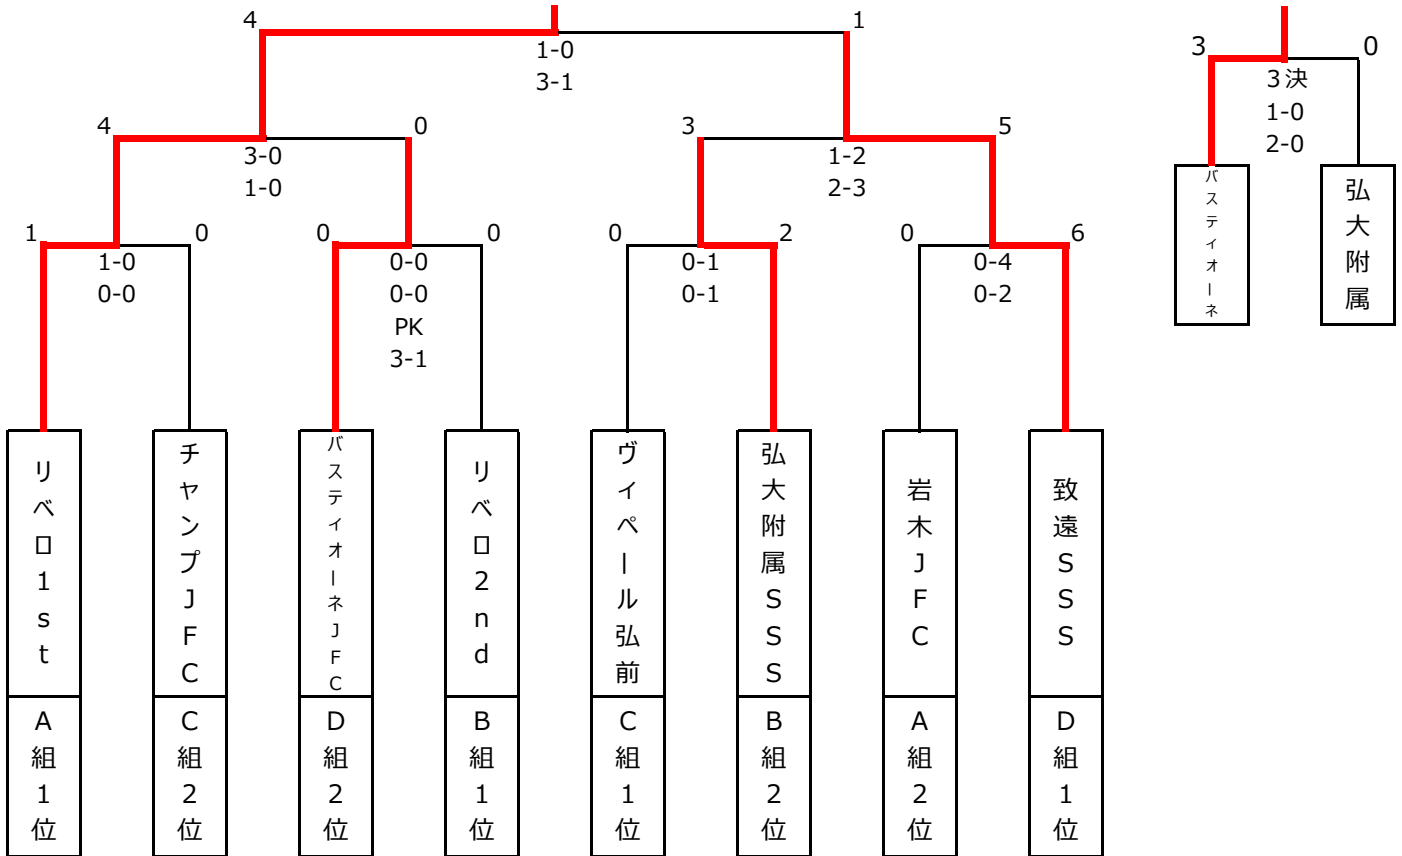 4
1
1-0
3-1
3
0
3決
1-0
2-0
バスティオーネ
弘大附属
4
0
3-0
1-0
3
5
1-2
2-3
1
0
1-0
0-0
0
0
0-0
0-0
PK
3-1
0
2
0-1
0-1
0
6
0-4
0-2
リベロ1st
チャンプJFC
バスティオーネJFC
リベロ2nd
ヴィペール弘前
弘大附属SSS
岩木JFC
致遠SSS
A組1位
C組2位
D組2位
B組1位
C組1位
B組2位
A組2位
D組1位